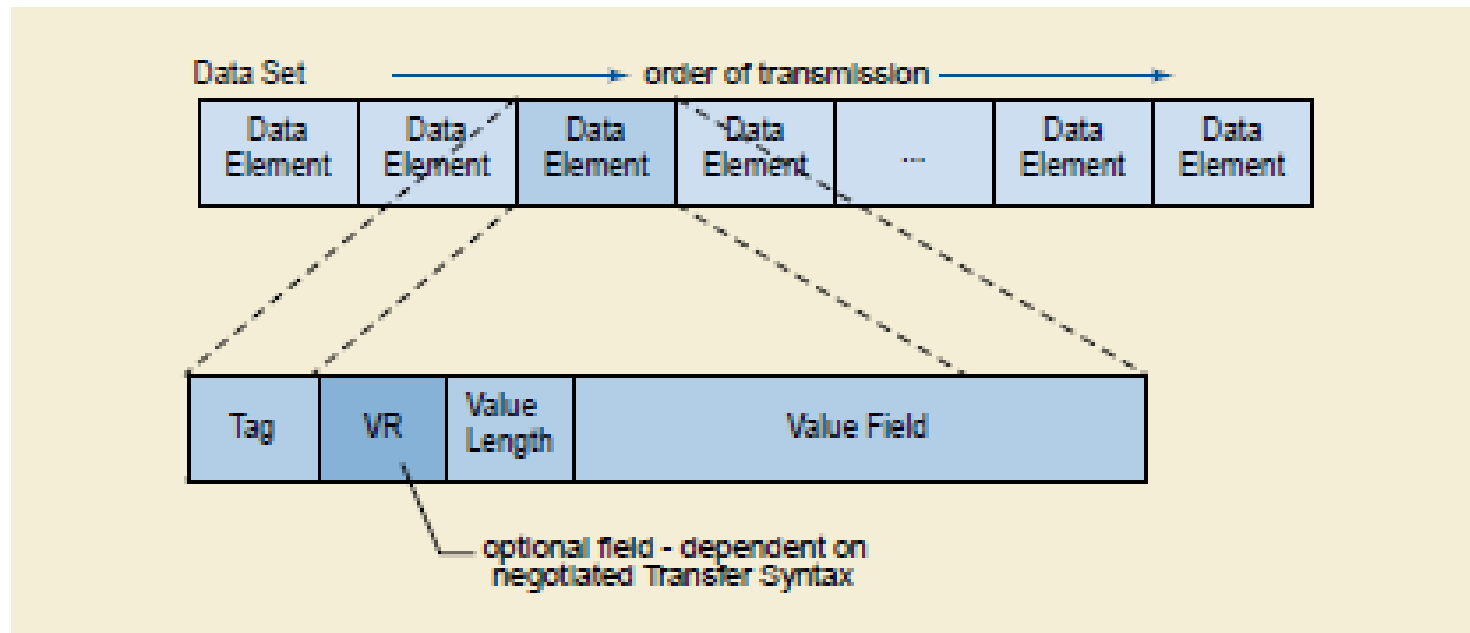 Data Set order of transmission
Data Data Data Data Data Data
Element Element Element Element ... Element Element
Tag VR Value Length Value Field
optional field - dependent on
negotiated Transfer Syntax